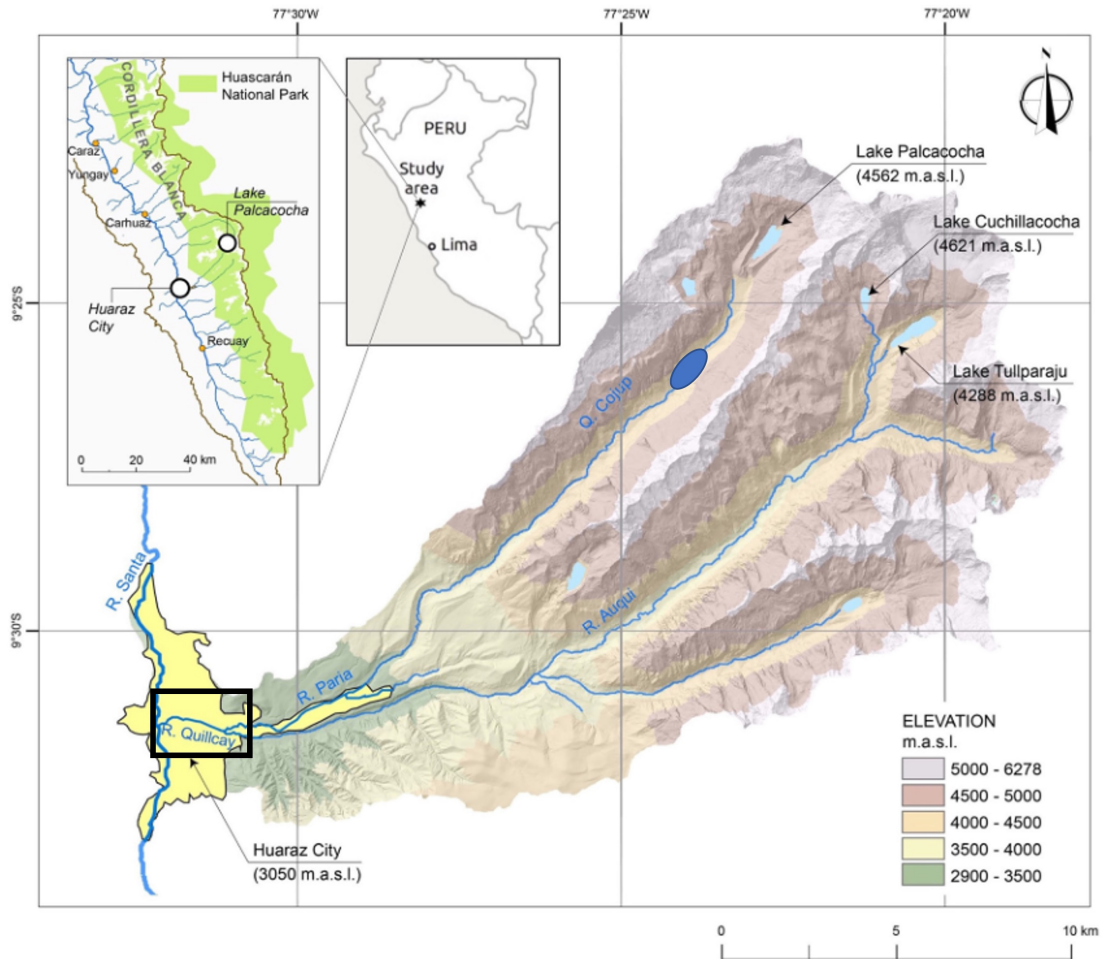 77°30'W
77°25'W
77°20'W
9°25'S
9°30'S
N
CORDILLERA BLANCA
Huascarán
National Park
Caraz
Yungay
Carhuaz
Lake
Palcacocha
Huaraz
City
Recuay
0 20 40 km
PERU
Study
area
Lima
Lake Palcacocha
(4562 m.a.s.l.)
Lake Cuchillacocha
(4621 m.a.s.l.)
Lake Tullparaju
(4288 m.a.s.l.)
Q. Cojup
R. Santa
R. Auqui
R. Paria
R. Quillcay
Huaraz City
(3050 m.a.s.l.)
ELEVATION
m.a.s.l.
5000 - 6278
4500 - 5000
4000 - 4500
3500 - 4000
2900 - 3500
0 5 10 km